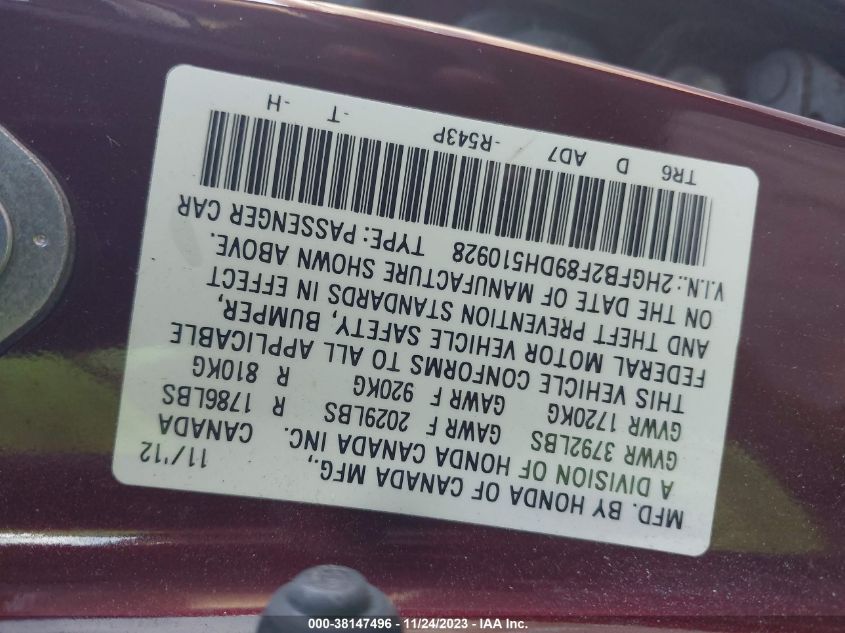 MFD. BY HONDA OF CANADA MFG., 11/'12
A DIVISION OF HONDA CANADA INC. CANADA
GVWR 3792LBS GAWR F 2029LBS R 1786LBS
GVWR 1720KG GAWR F 920KG R 810KG
THIS VEHICLE CONFORMS TO ALL APPLICABLE
FEDERAL MOTOR VEHICLE SAFETY, BUMPER,
AND THEFT PREVENTION STANDARDS IN EFFECT
ON THE DATE OF MANUFACTURE SHOWN ABOVE.
V.I.N.: 2HGFB2F89DH510928 TYPE: PASSENGER CAR
TR6 D AD7 -R543P -T -H
000-38147496 - 11/24/2023 - IAA Inc.